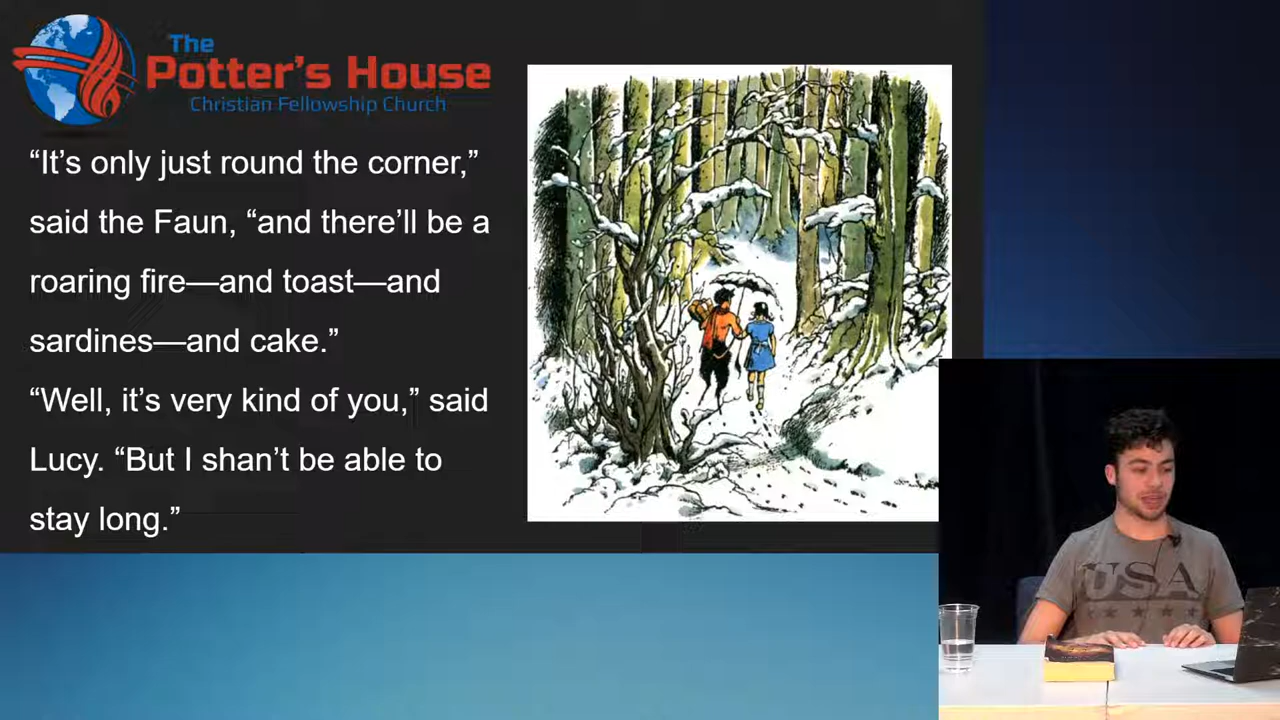 The
Potter's House
Christian Fellowship Church
“It’s only just round the corner,”
said the Faun, “and there’ll be a
roaring fire—and toast—and
sardines—and cake.”
“Well, it’s very kind of you,” said
Lucy. “But I shan’t be able to
stay long.”
USA